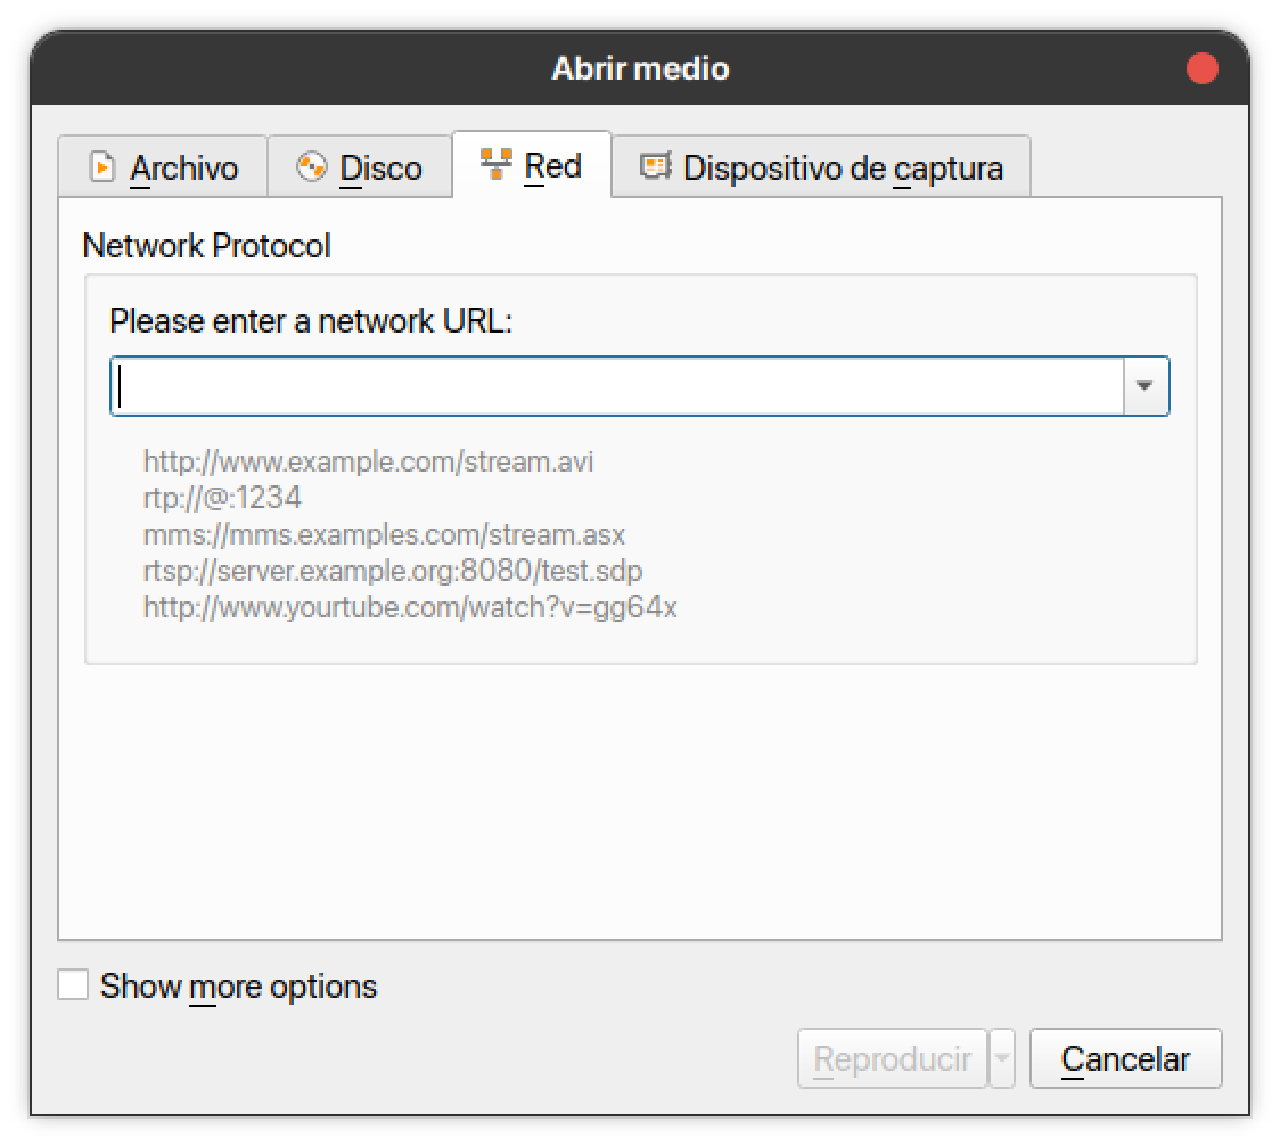 Abrir medio
Archivo Disco Red Dispositivo de captura
Network Protocol
Please enter a network URL:
http://www.example.com/stream.avi
rtp://@:1234
mms://mms.examples.com/stream.asx
rtsp://server.example.org:8080/test.sdp
http://www.yourtube.com/watch?v=gg64x
Show more options
Reproducir Cancelar